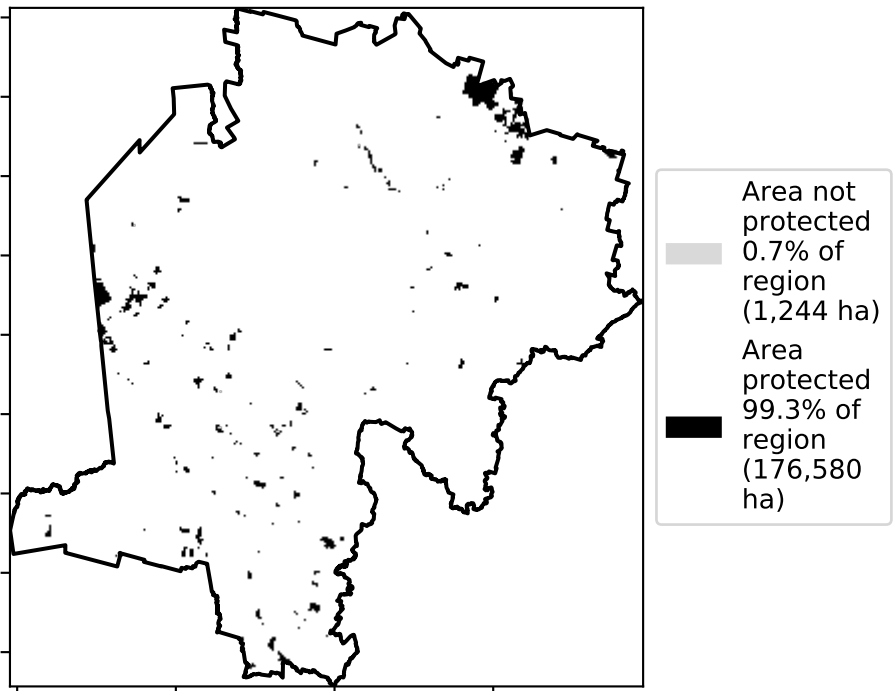 Area not
protected
0.7% of
region
(1,244 ha)
Area
protected
99.3% of
region
(176,580
ha)